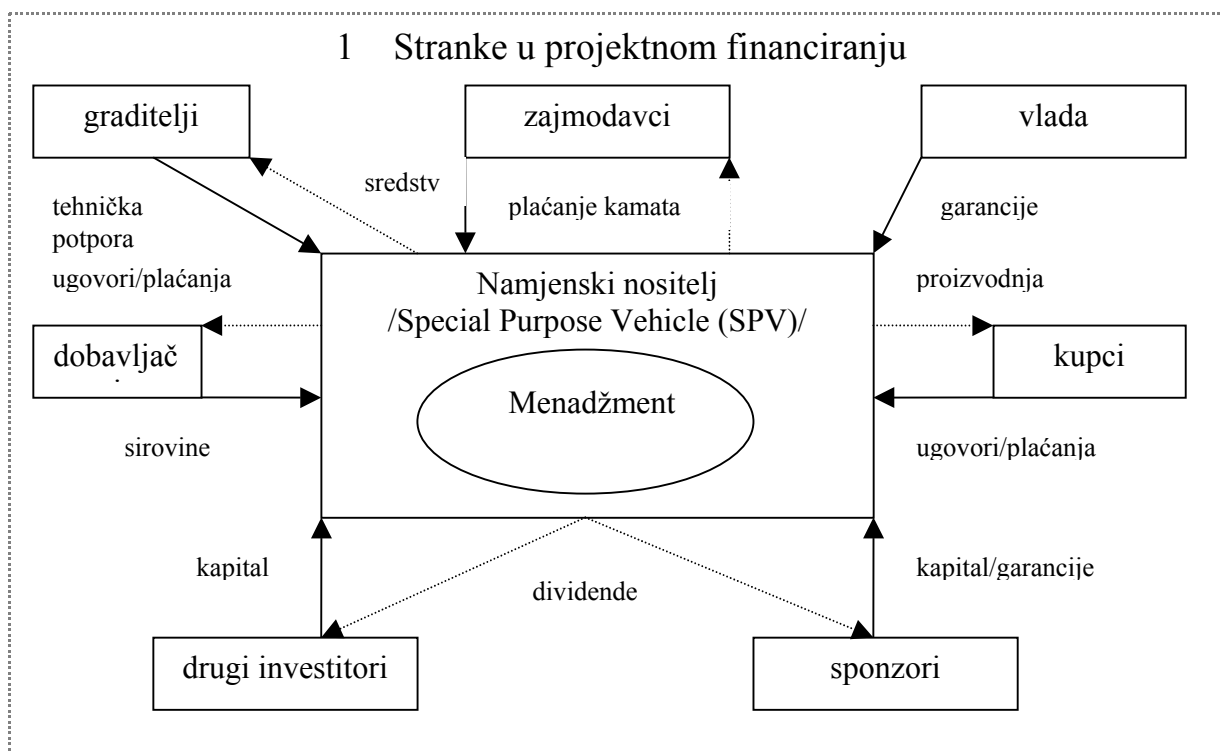 1 Stranke u projektnom financiranju
graditelji
zajmodavci
vlada
sredstv
tehnička
potpora
plaćanje kamata
garancije
ugovori/plaćanja
Namjenski nositelj
/Special Purpose Vehicle (SPV)/
proizvodnja
dobavljač
kupci
Menadžment
sirovine
ugovori/plaćanja
kapital
dividende
kapital/garancije
drugi investitori
sponzori